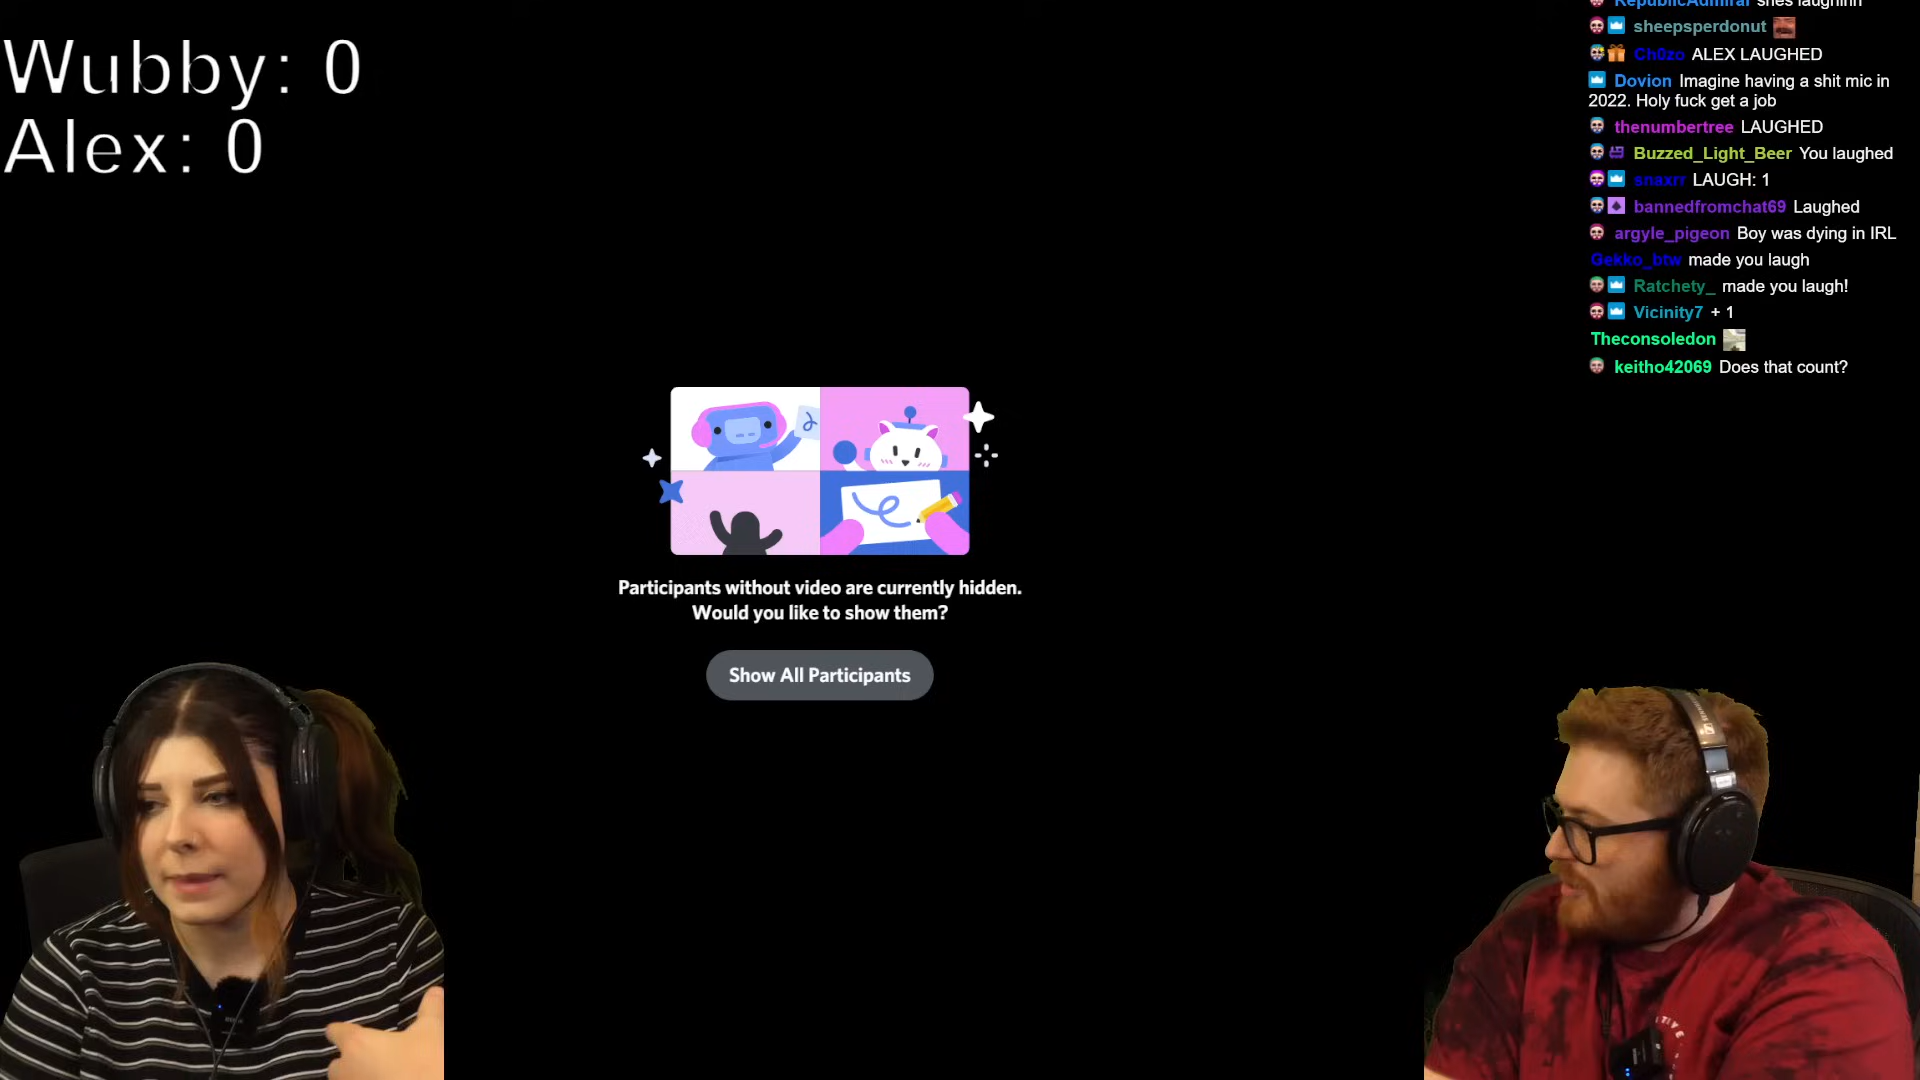 Wubby: 0
Alex: 0
RepublicAdmiral shes laughinn
sheepsperdonut
Ch0zo ALEX LAUGHED
Dovion Imagine having a shit mic in
2022. Holy fuck get a job
thenumbertree LAUGHED
Buzzed_Light_Beer You laughed
snaxrr LAUGH: 1
bannedfromchat69 Laughed
argyle_pigeon Boy was dying in IRL
Gekko_btw made you laugh
Ratchety_ made you laugh!
Vicinity7 + 1
Theconsoledon
keitho42069 Does that count?
Participants without video are currently hidden.
Would you like to show them?
Show All Participants